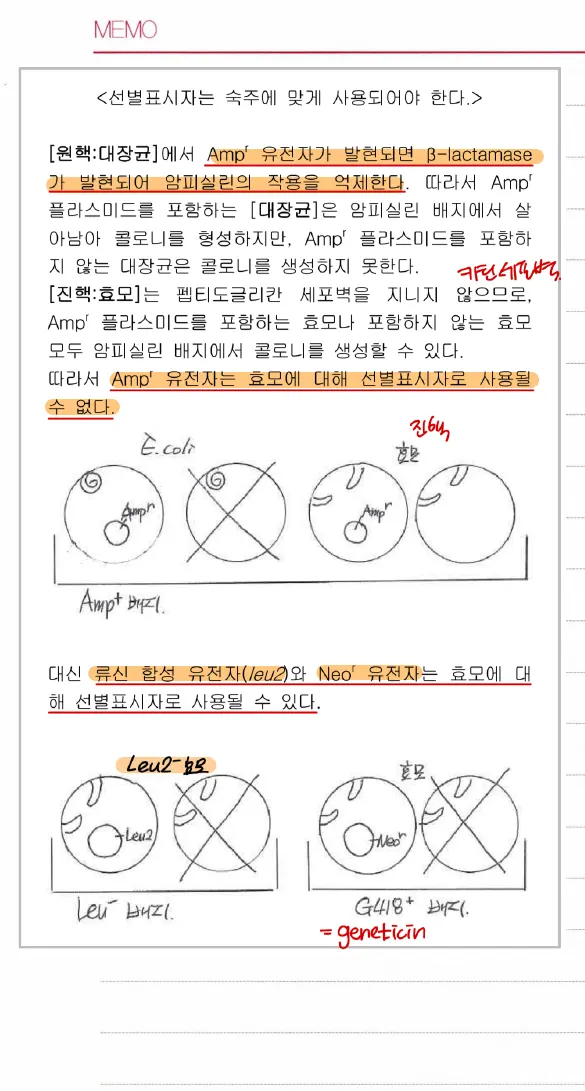 MEMO
<선별표시자는 숙주에 맞게 사용되어야 한다.>
[원핵:대장균]에서 Ampʳ 유전자가 발현되면 β-lactamase
가 발현되어 암피실린의 작용을 억제한다. 따라서 Ampʳ
플라스미드를 포함하는 [대장균]은 암피실린 배지에서 살
아남아 콜로니를 형성하지만, Ampʳ 플라스미드를 포함하
지 않는 대장균은 콜로니를 생성하지 못한다.
키틴세포벽
[진핵:효모]는 펩티도글리칸 세포벽을 지니지 않으므로,
Ampʳ 플라스미드를 포함하는 효모나 포함하지 않는 효모
모두 암피실린 배지에서 콜로니를 생성할 수 있다.
따라서 Ampʳ 유전자는 효모에 대해 선별표시자로 사용될
수 없다.
진핵
E.coli 효모
Ampʳ Ampʳ
Amp⁺ 배지.
대신 류신 합성 유전자(leu2)와 Neoʳ 유전자는 효모에 대
해 선별표시자로 사용될 수 있다.
Leu2⁻효모 효모
Leu2 Neoʳ
Leu⁻ 배지. G418⁺ 배지.
= geneticin